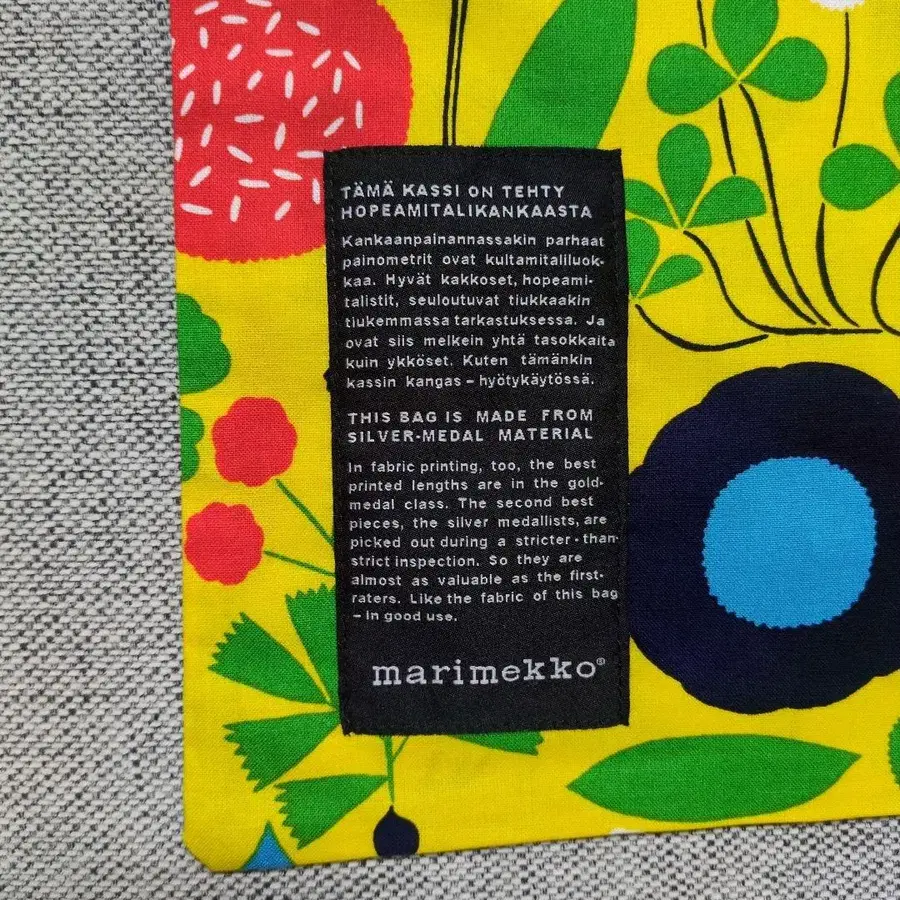 TÄMÄ KASSI ON TEHTY
HOPEAMITALIKANKAASTA
Kankaanpainannassakin parhaat
painometrit ovat kultamitaliluok-
kaa. Hyvät kakkoset, hopeami-
talistit, seuloutuvat tiukkaakin
tiukemmassa tarkastuksessa. Ja
ovat siis melkein yhtä tasokkaita
kuin ykköset. Kuten tämänkin
kassin kangas – hyötykäytössä.
THIS BAG IS MADE FROM
SILVER-MEDAL MATERIAL
In fabric printing, too, the best
printed lengths are in the gold-
medal class. The second best
pieces, the silver medallists, are
picked out during a stricter-than-
strict inspection. So they are
almost as valuable as the first-
raters. Like the fabric of this bag
– in good use.
marimekko®